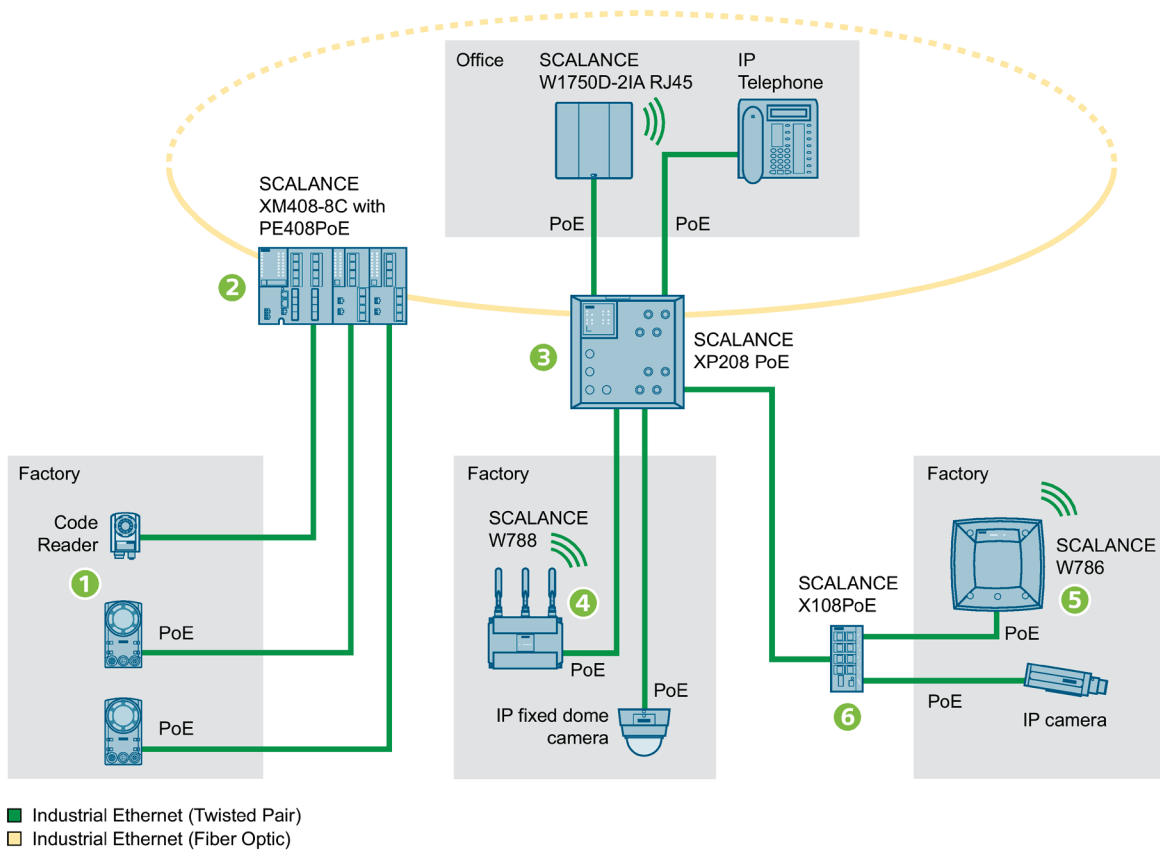 Office
SCALANCE
W1750D-2IA RJ45
IP
Telephone
PoE
PoE
SCALANCE
XM408-8C with
PE408PoE
2
3
SCALANCE
XP208 PoE
Factory
Code
Reader
1
PoE
PoE
Factory
SCALANCE
W788
4
PoE
PoE
IP fixed dome
camera
Factory
SCALANCE
W786
5
SCALANCE
X108PoE
6
PoE
PoE
IP camera
Industrial Ethernet (Twisted Pair)
Industrial Ethernet (Fiber Optic)